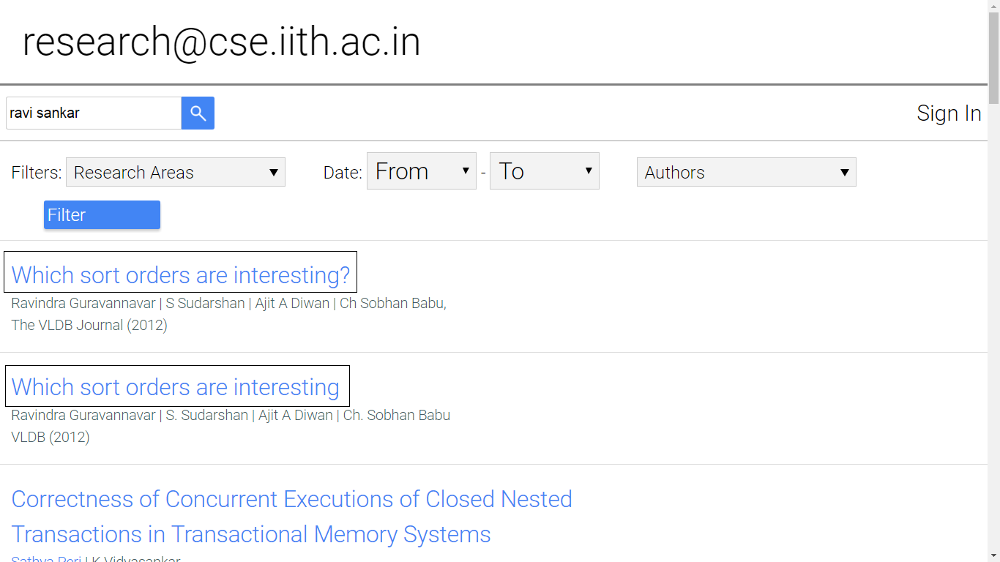 research@cse.iith.ac.in
ravi sankar
Sign In
Filters: Research Areas Date: From - To Authors
Filter
Which sort orders are interesting?
Ravindra Guravannavar | S Sudarshan | Ajit A Diwan | Ch Sobhan Babu,
The VLDB Journal (2012)
Which sort orders are interesting
Ravindra Guravannavar | S. Sudarshan | Ajit A Diwan | Ch. Sobhan Babu
VLDB (2012)
Correctness of Concurrent Executions of Closed Nested
Transactions in Transactional Memory Systems
Sathya Peri | K Vidyasankar